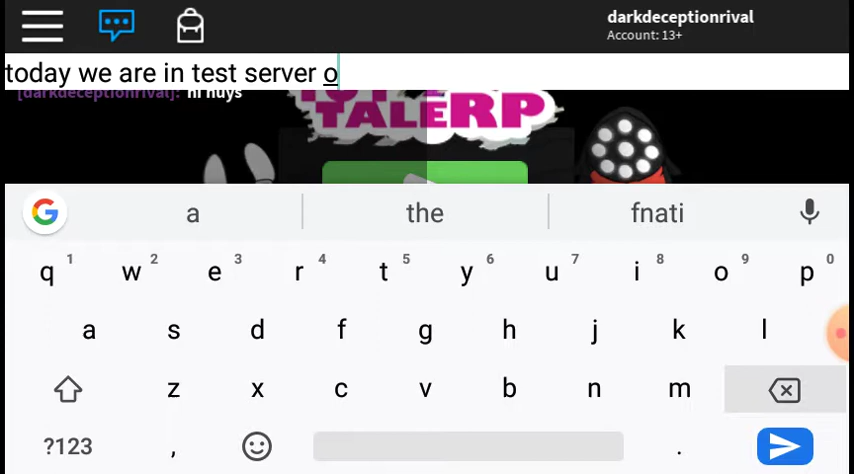 darkdeceptionrival
Account: 13+
today we are in test server o
[darkdeceptionrival]: hi huys
TALERP
G a the fnati
q 1 w 2 e 3 r 4 t 5 y 6 u 7 i 8 o 9 p 0
a s d f g h j k l
z x c v b n m
?123 , .